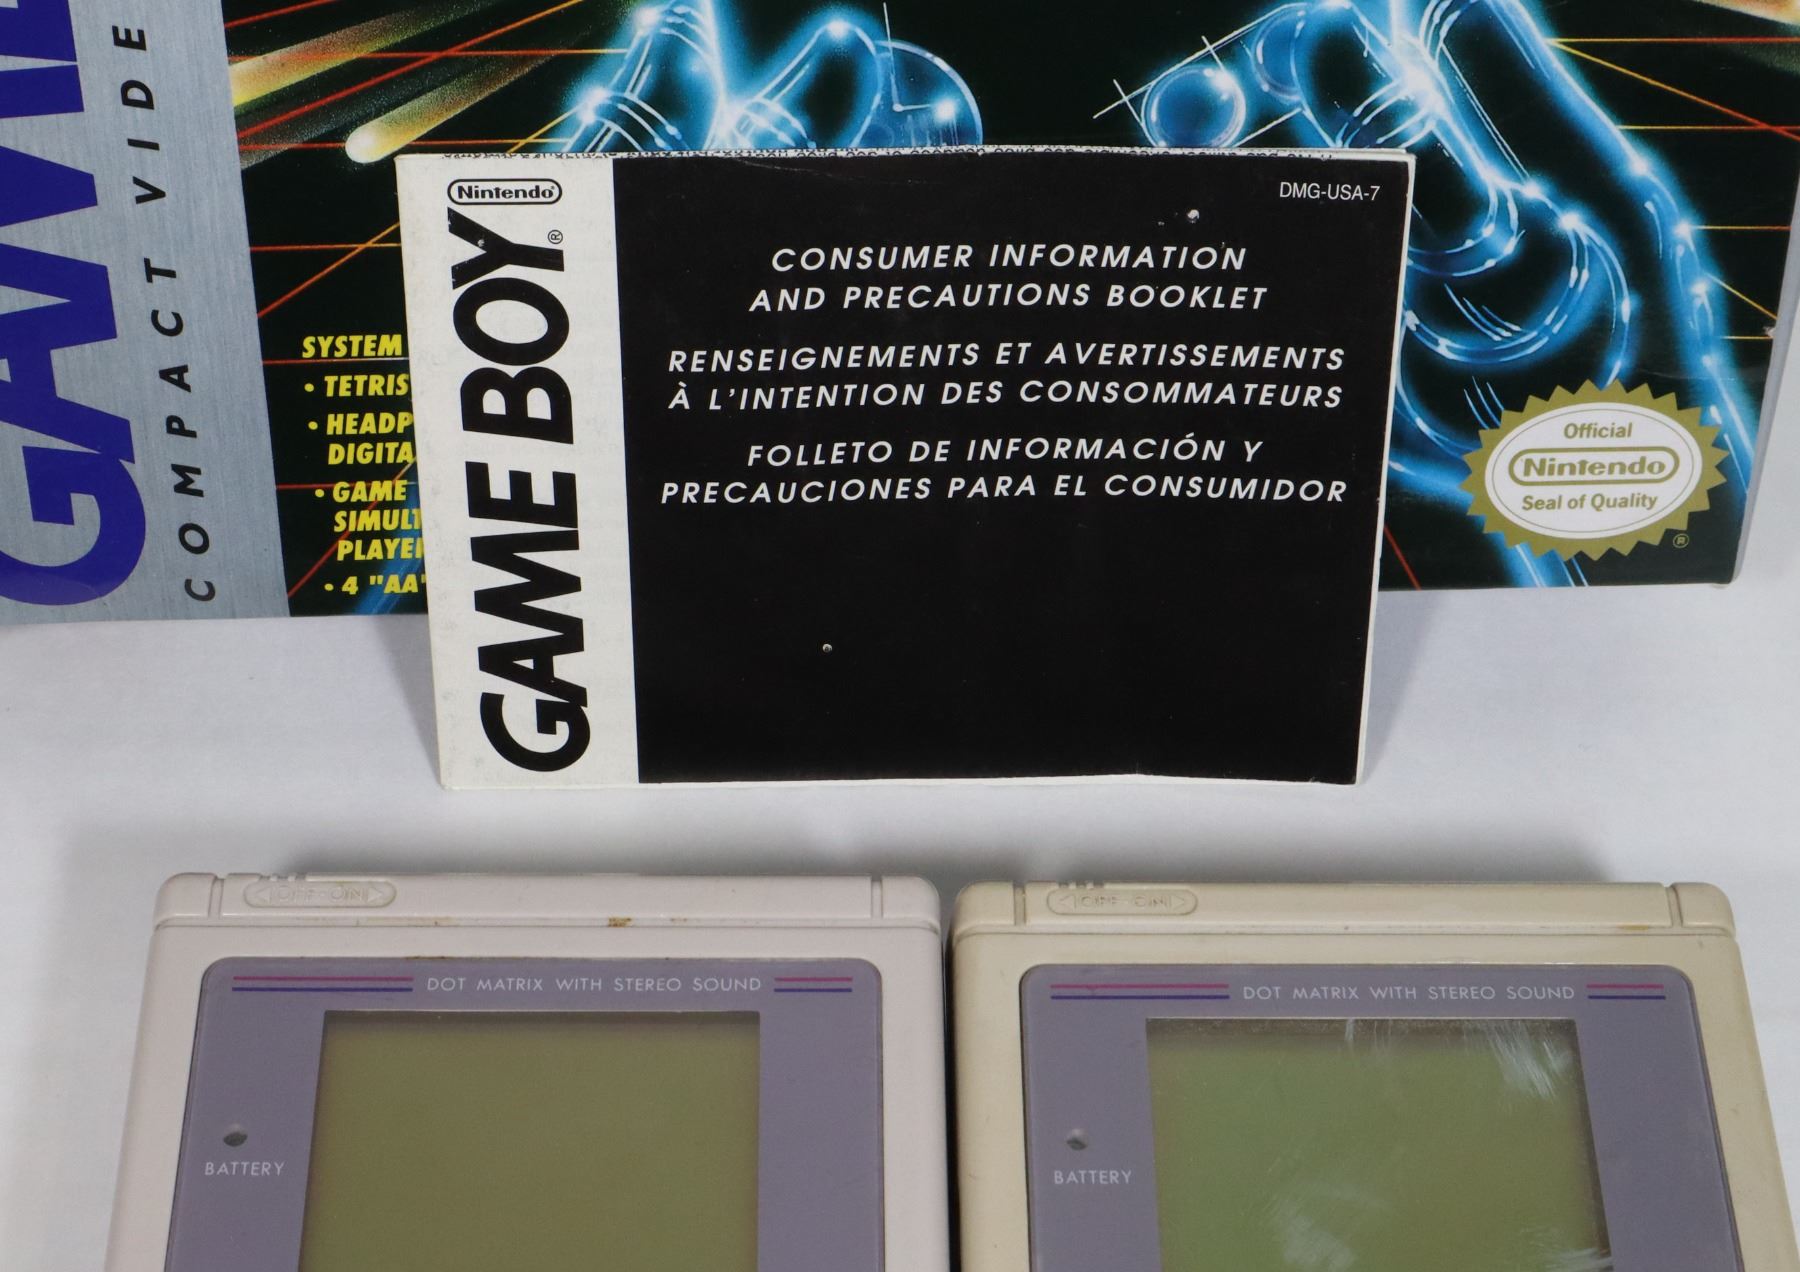 GAME
COMPACT VIDE
SYSTEM
• TETRIS
• HEADP
DIGITA
• GAME
SIMULT
PLAYE
• 4 "AA"
Official
Nintendo
Seal of Quality
®
Nintendo®
GAME BOY®
DMG-USA-7
CONSUMER INFORMATION
AND PRECAUTIONS BOOKLET
RENSEIGNEMENTS ET AVERTISSEMENTS
À L'INTENTION DES CONSOMMATEURS
FOLLETO DE INFORMACIÓN Y
PRECAUCIONES PARA EL CONSUMIDOR
OFF-ON
DOT MATRIX WITH STEREO SOUND
BATTERY
OFF-ON
DOT MATRIX WITH STEREO SOUND
BATTERY